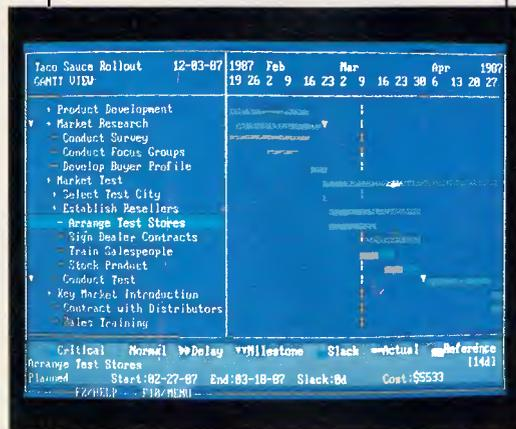 Taco Sauce Rollout 12-03-87 1987 Feb Mar Apr 1987
GANTT VIEW 19 26 2 9 16 23 2 9 16 23 30 6 13 20 27
+ Product Development
+ Market Research
- Conduct Survey
- Conduct Focus Groups
- Develop Buyer Profile
+ Market Test
+ Select Test City
+ Establish Resellers
- Arrange Test Stores
- Sign Dealer Contracts
- Train Salespeople
- Stock Product
- Conduct Test
+ Key Market Introduction
- Contract with Distributors
- Sales Training
Critical Normal Delay Milestone Slack Actual Reference
Arrange Test Stores [14d]
Planned Start:02-27-87 End:03-18-87 Slack:0d Cost:$5533
F2/HELP F10/MENU